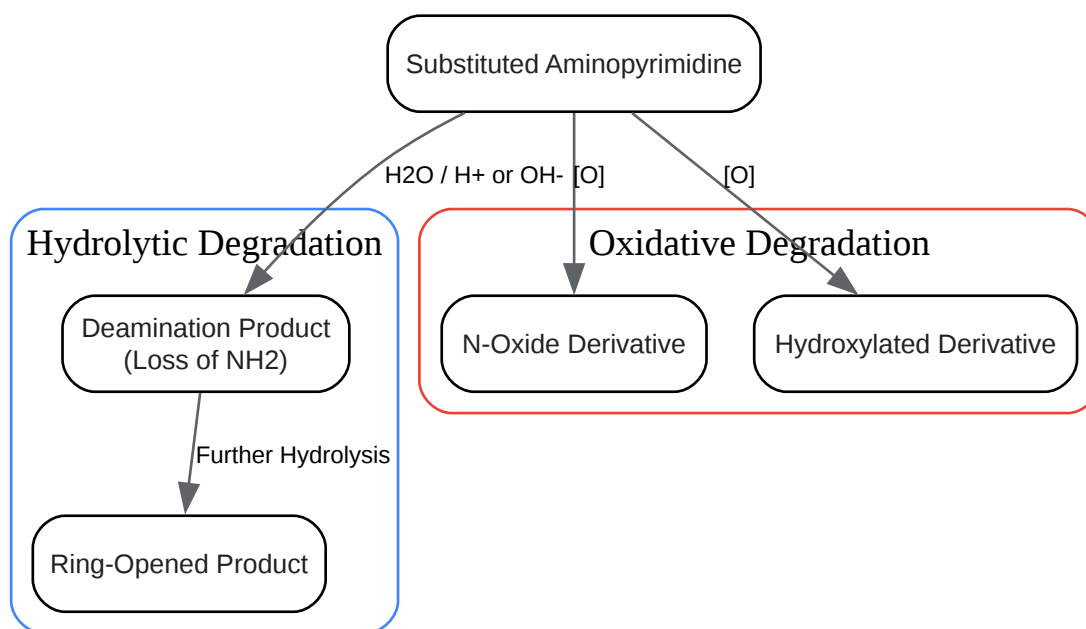 Substituted Aminopyrimidine
H2O / H+ or OH-
[O]
[O]
Hydrolytic Degradation
Oxidative Degradation
Deamination Product
(Loss of NH2)
N-Oxide Derivative
Hydroxylated Derivative
Further Hydrolysis
Ring-Opened Product